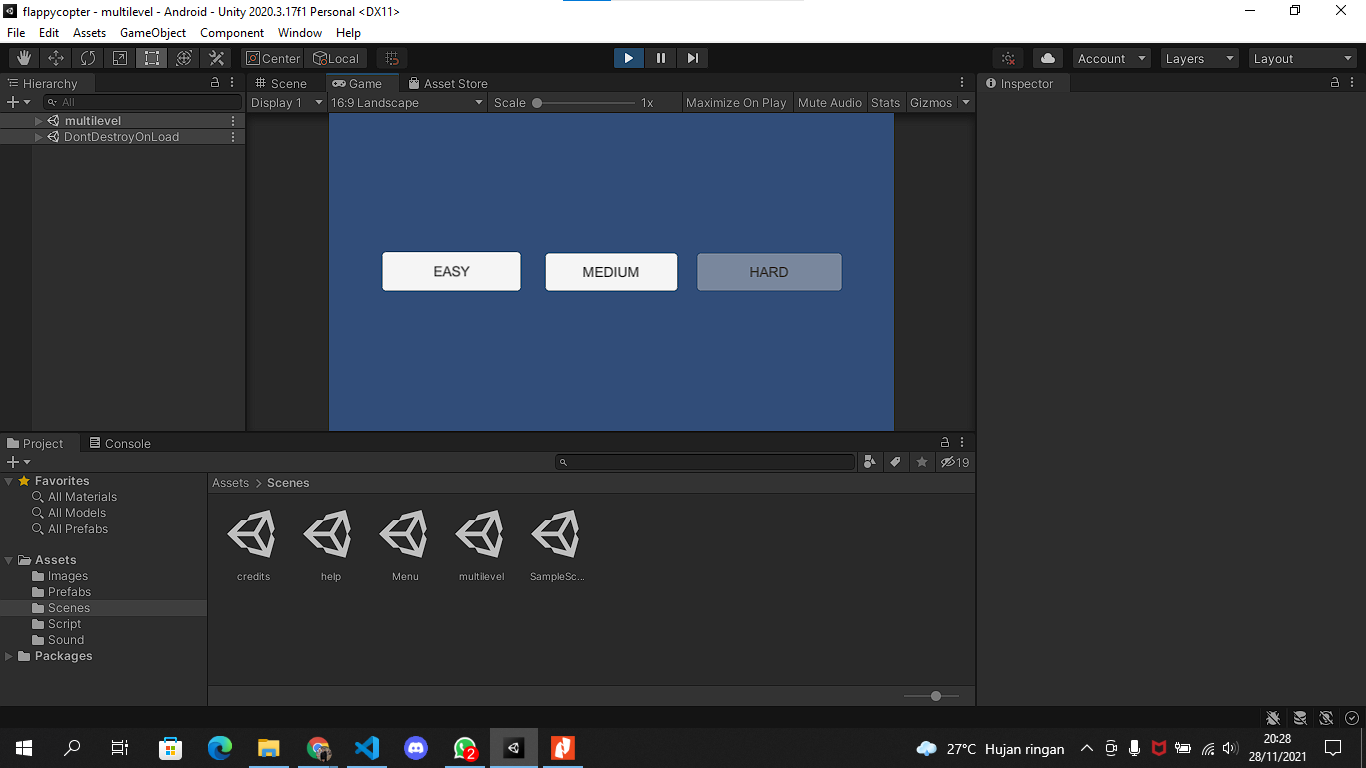 flappycopter - multilevel - Android - Unity 2020.3.17f1 Personal <DX11>
File Edit Assets GameObject Component Window Help
Center Local Account Layers Layout
Hierarchy Scene Game Asset Store Inspector
All Display 1 16:9 Landscape Scale 1x Maximize On Play Mute Audio Stats Gizmos
multilevel
DontDestroyOnLoad
EASY MEDIUM HARD
Project Console
19
Favorites Assets > Scenes
All Materials
All Models
All Prefabs
Assets
Images credits help Menu multilevel SampleSc...
Prefabs
Scenes
Script
Sound
Packages
2 27°C Hujan ringan 20:28
28/11/2021